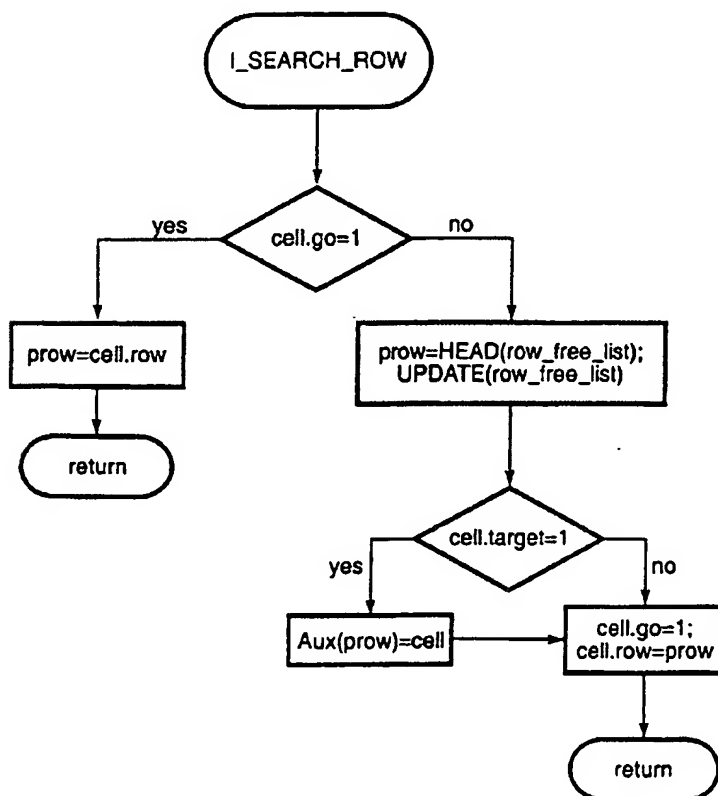 I_SEARCH_ROW
cell.go=1
yes
no
prow=cell.row
return
prow=HEAD(row_free_list);
UPDATE(row_free_list)
cell.target=1
yes
no
Aux(prow)=cell
cell.go=1;
cell.row=prow
return